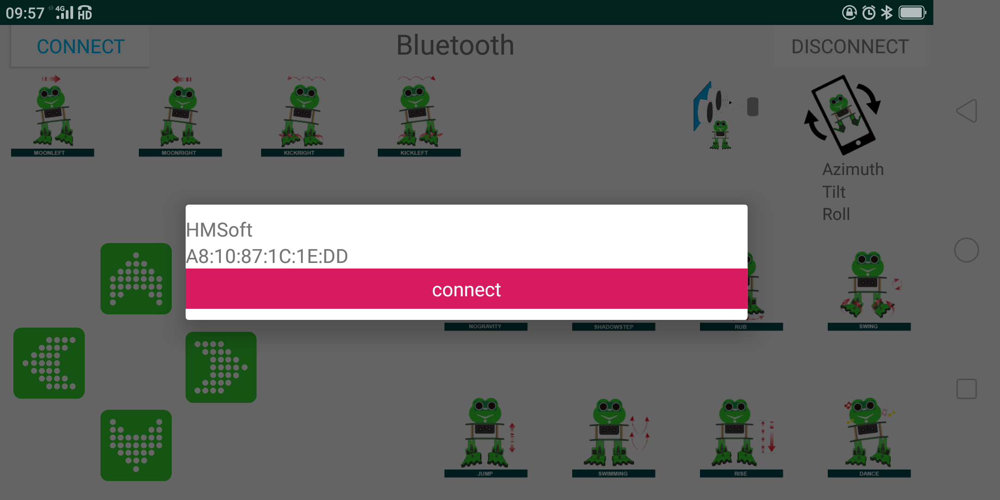 09:57 4G HD
CONNECT Bluetooth DISCONNECT
MOONLEFT MOONRIGHT KICKRIGHT KICKLEFT
Azimuth
Tilt
Roll
HMSoft
A8:10:87:1C:1E:DD
connect
NOGRAVITY SHADOWSTEP RUB SWING
JUMP SWIMMING RISE DANCE